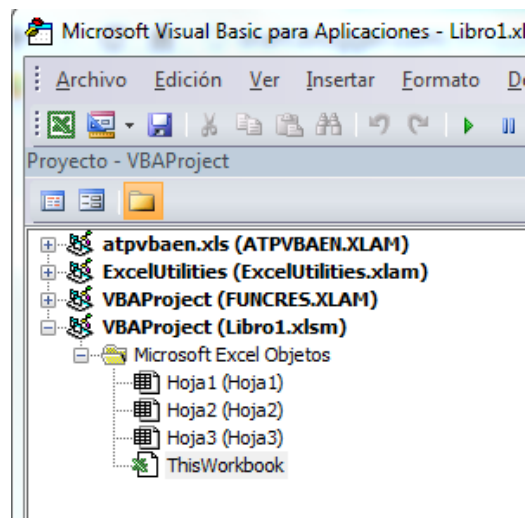 Microsoft Visual Basic para Aplicaciones - Libro1.xl
Archivo Edición Ver Insertar Formato
Proyecto - VBAProject
atpvbaen.xls (ATPVBAEN.XLAM)
ExcelUtilities (ExcelUtilities.xlam)
VBAProject (FUNCRES.XLAM)
VBAProject (Libro1.xlsm)
Microsoft Excel Objetos
Hoja1 (Hoja1)
Hoja2 (Hoja2)
Hoja3 (Hoja3)
ThisWorkbook